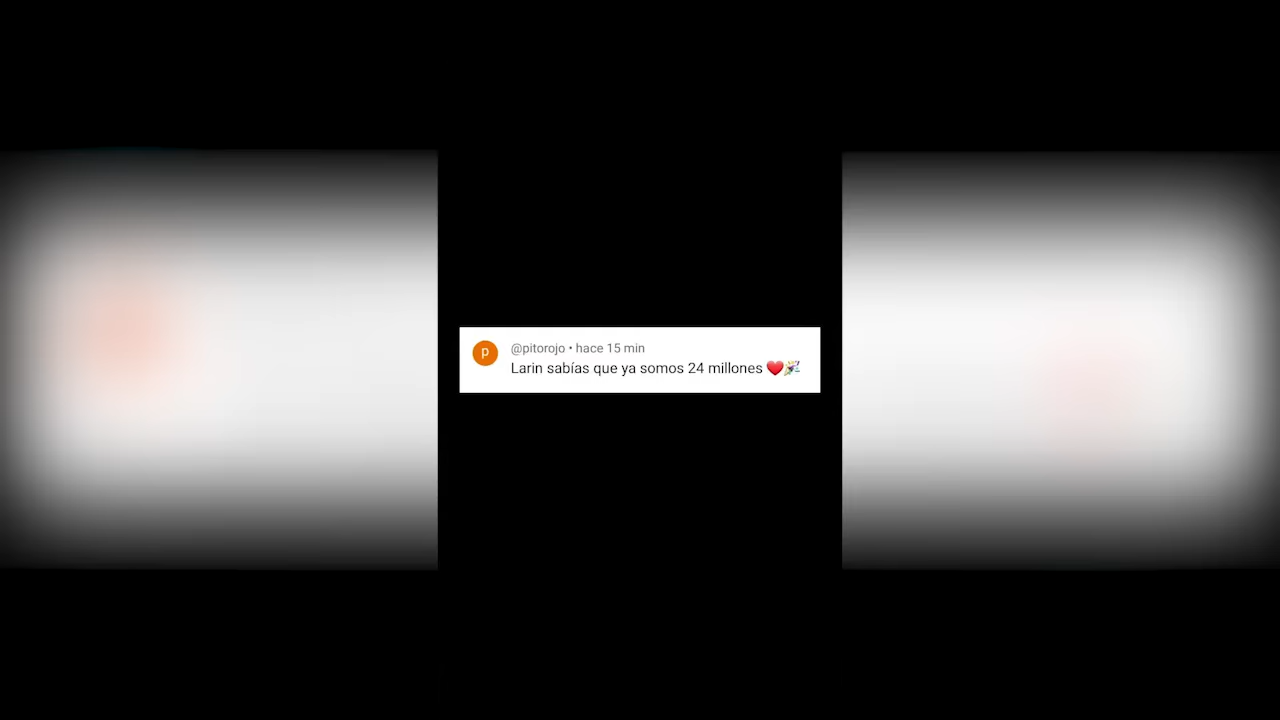 P
@pitorojo • hace 15 min
Larin sabías que ya somos 24 millones ❤️🎉